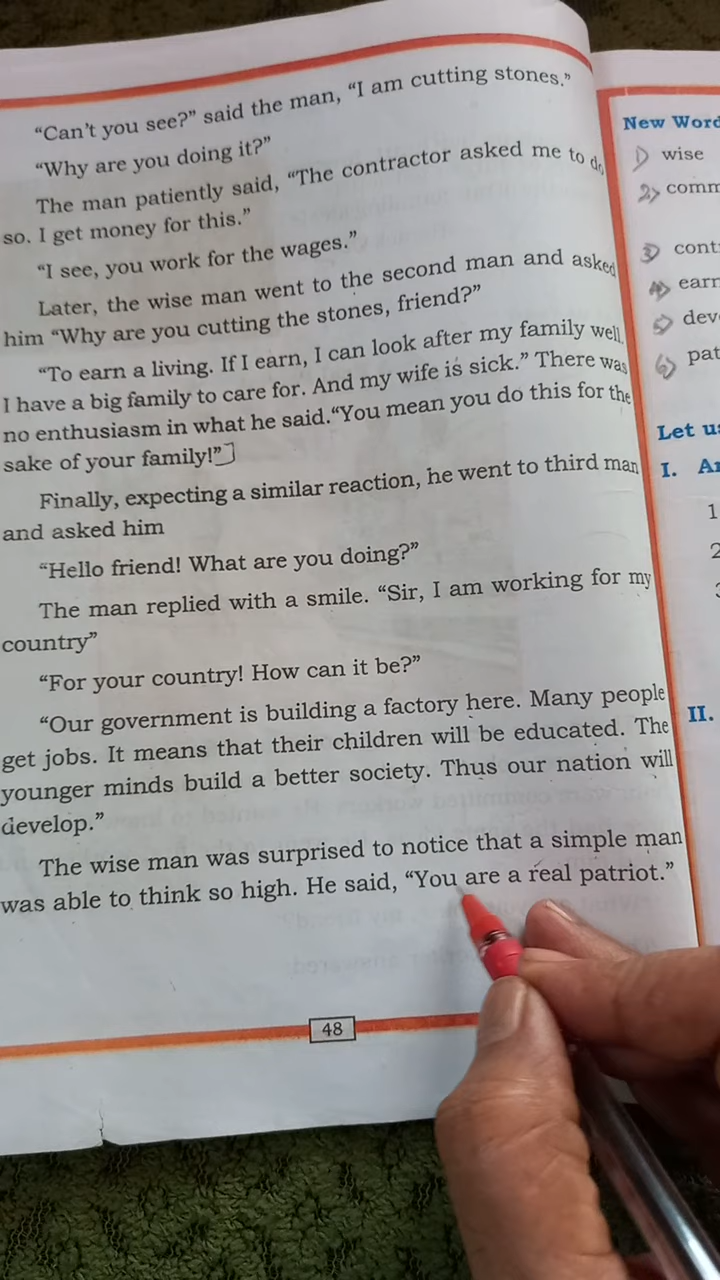 “Can’t you see?” said the man, “I am cutting stones.”
“Why are you doing it?”
The man patiently said, “The contractor asked me to do
so. I get money for this.”
“I see, you work for the wages.”
Later, the wise man went to the second man and asked
him “Why are you cutting the stones, friend?”
“To earn a living. If I earn, I can look after my family well.
I have a big family to care for. And my wife is sick.” There was
no enthusiasm in what he said.“You mean you do this for the
sake of your family!”
Finally, expecting a similar reaction, he went to third man
and asked him
“Hello friend! What are you doing?”
The man replied with a smile. “Sir, I am working for my
country”
“For your country! How can it be?”
“Our government is building a factory here. Many people
get jobs. It means that their children will be educated. The
younger minds build a better society. Thus our nation will
develop.”
The wise man was surprised to notice that a simple man
was able to think so high. He said, “You are a real patriot.”
48
New Word
1) wise
2) comm
3) cont
4) earn
5) dev
6) pat
Let u
I. An
1
2
II.